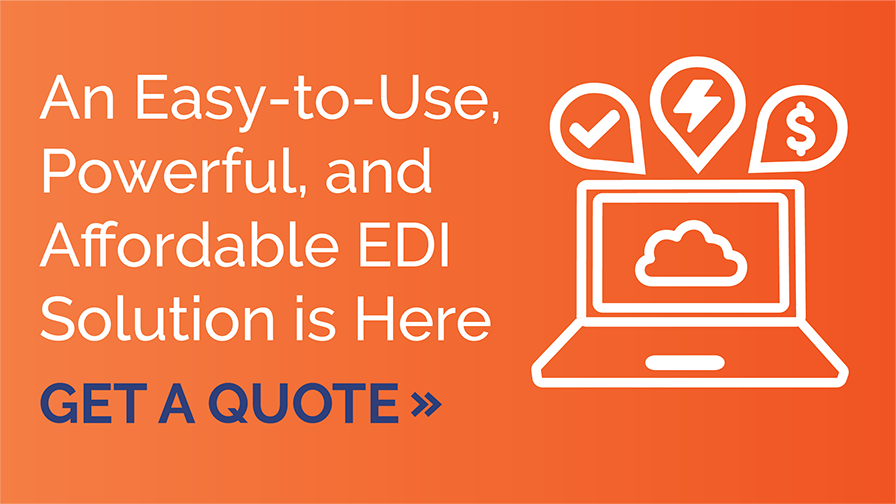 An Easy-to-Use,
Powerful, and
Affordable EDI
Solution is Here
GET A QUOTE »
$